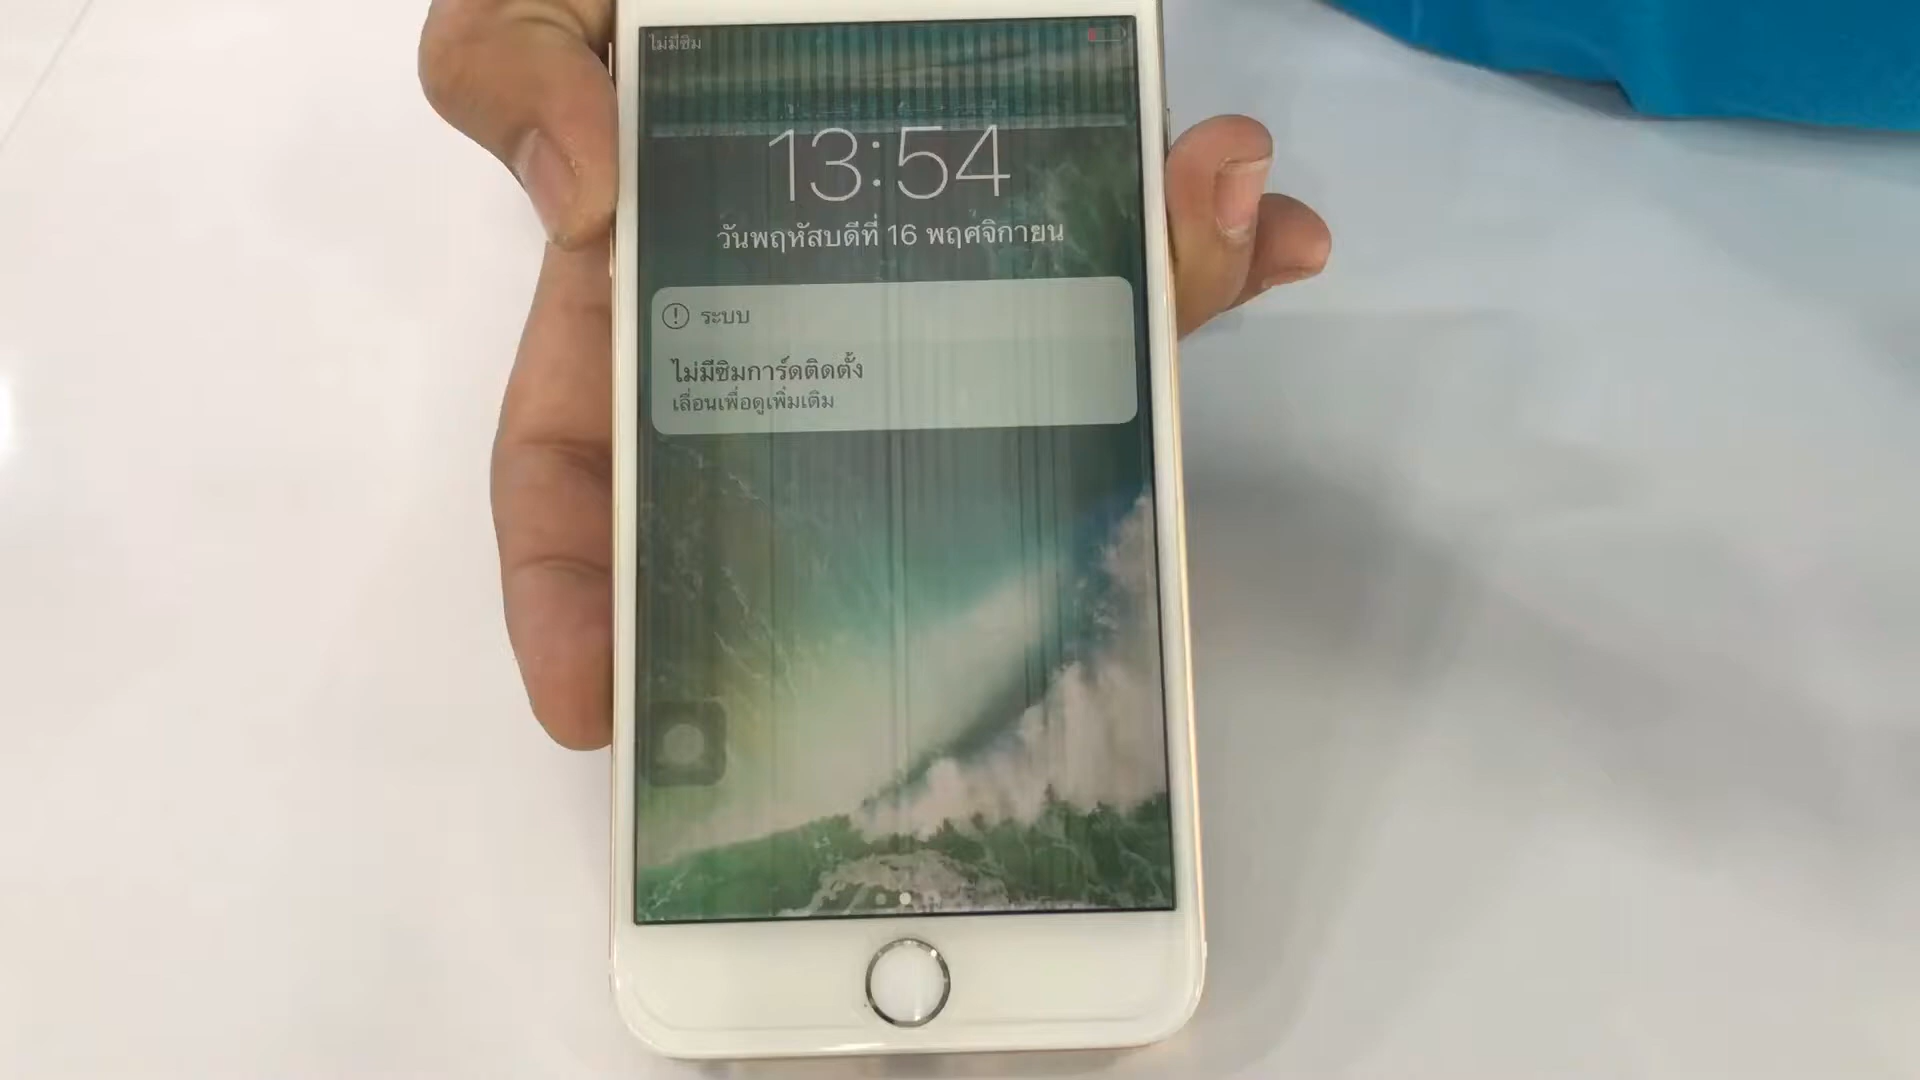 ไม่มีซิม
13:54
วันพฤหัสบดีที่ 16 พฤศจิกายน
ระบบ
ไม่มีซิมการ์ดติดตั้ง
เลื่อนเพื่อดูเพิ่มเติม